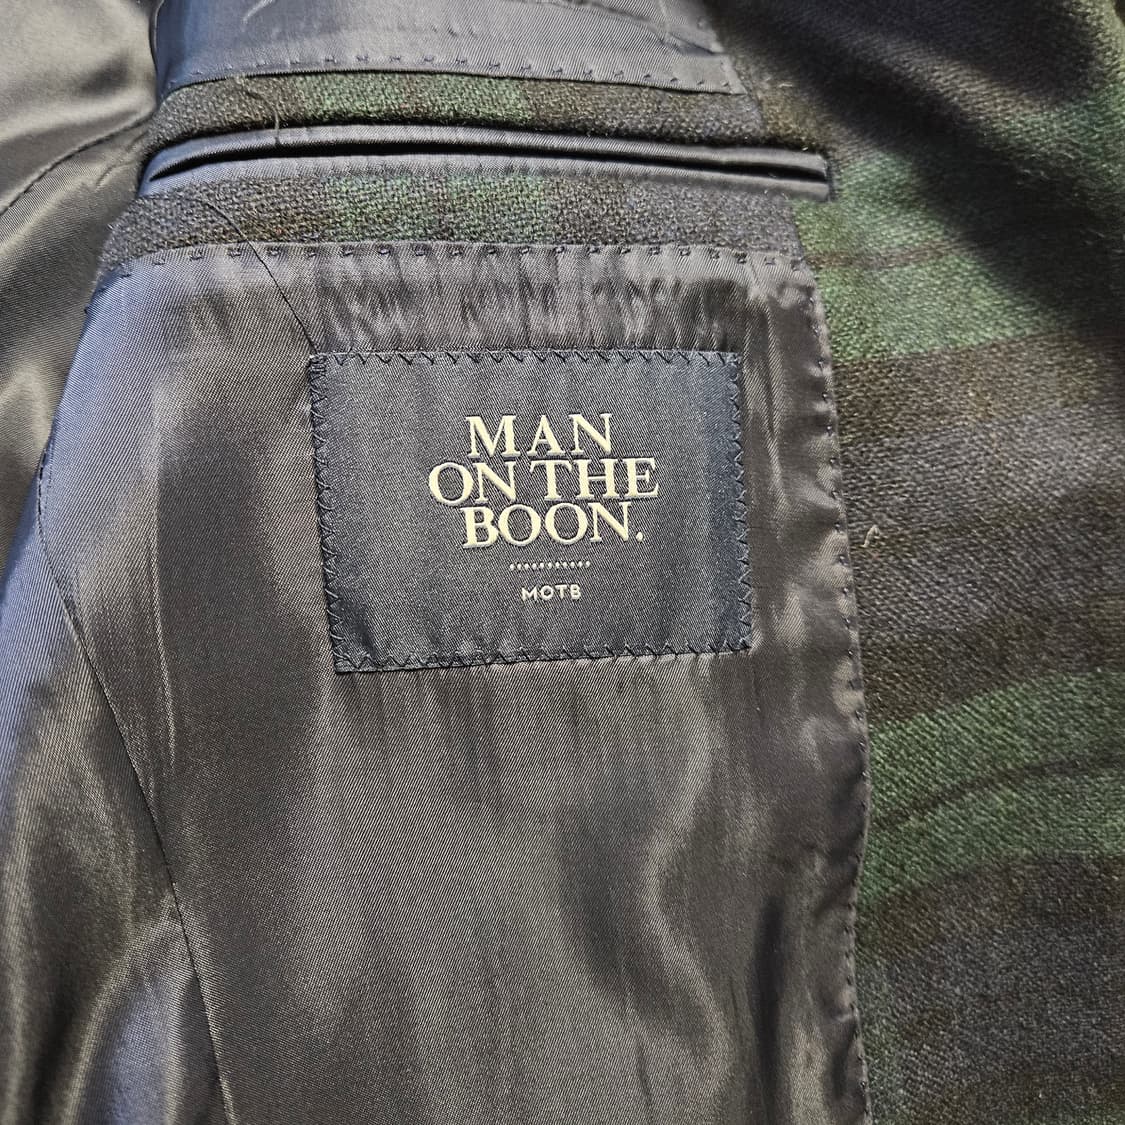 MAN
ON THE
BOON.
MOTB